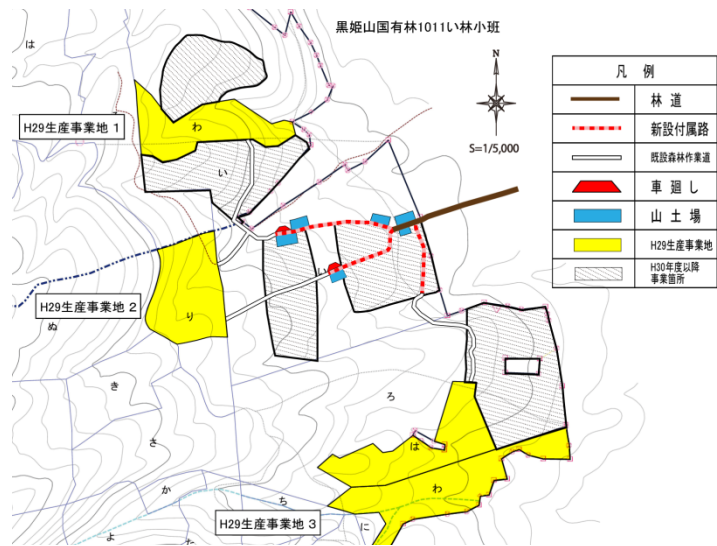 黒姫山国有林1011い林小班
は
N
S=1/5,000
凡 例
林 道
新設付属路
既設森林作業道
車 廻 し
山 土 場
H29生産事業地
H30年度以降
事業箇所
H29生産事業地 1
わ
い
い
H29生産事業地 2
り
ぬ
き
さ
か
よ
た
ち
に
ろ
は
わ
H29生産事業地 3